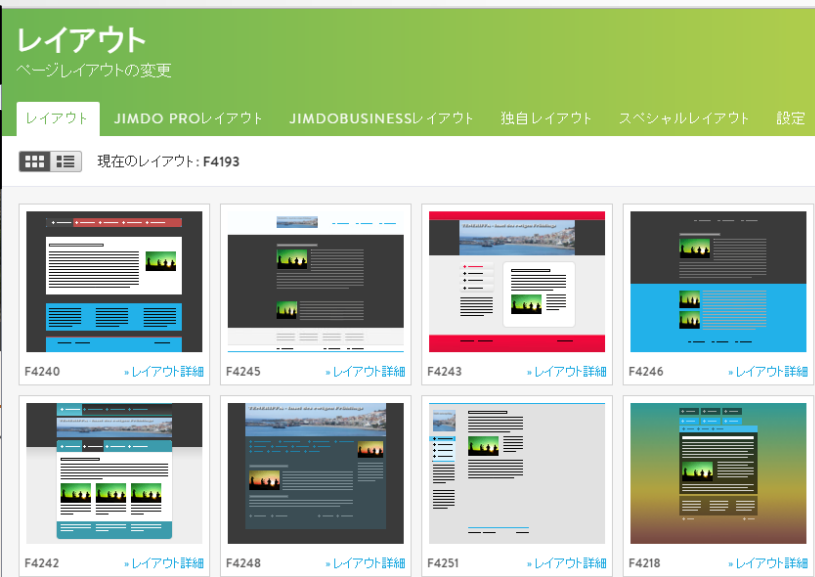 レイアウト
ページレイアウトの変更
レイアウト JIMDO PROレイアウト JIMDOBUSINESSレイアウト 独自レイアウト スペシャルレイアウト 設定
現在のレイアウト: F4193
F4240 » レイアウト詳細 F4245 » レイアウト詳細 F4243 » レイアウト詳細 F4246 » レイアウト詳細
F4242 » レイアウト詳細 F4248 » レイアウト詳細 F4251 » レイアウト詳細 F4218 » レイアウト詳細